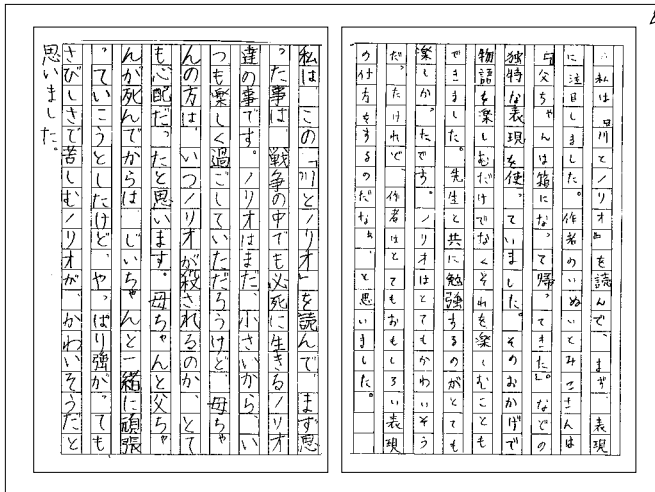 私は「川とノリオ」を読んで、まず、表現
に注目しました。作者のいぬいとみこさんは
「父ちゃんは箱になって帰ってきた」。などの
独特な表現を使っていました。そのおかげで
物語を楽しむだけでなくそれを楽しむことも
できました。先生と共に勉強するのがとても
楽しかったです。ノリオはとてもかわいそう
だ。たけれど、作者はとてもおもしろい表現
の仕方をするのだな。と思いました。
私は、この「川とノリオ」を読んで、まず思
った事は、戦争の中でも必死に生きるノリオ
達の事です。ノリオはまだ、小さいから、い
つも楽しく過ごしていただろうけど、母ちゃ
んの方は、いつノリオが殺されるのか、とて
も心配だったと思います。母ちゃんと父ちゃ
んが死んでからは、じいちゃんと一緒に頑張
っていこうとしたけど、やっぱり強がっても
さびしさで苦しむノリオが、かわいそうだと
思いました。